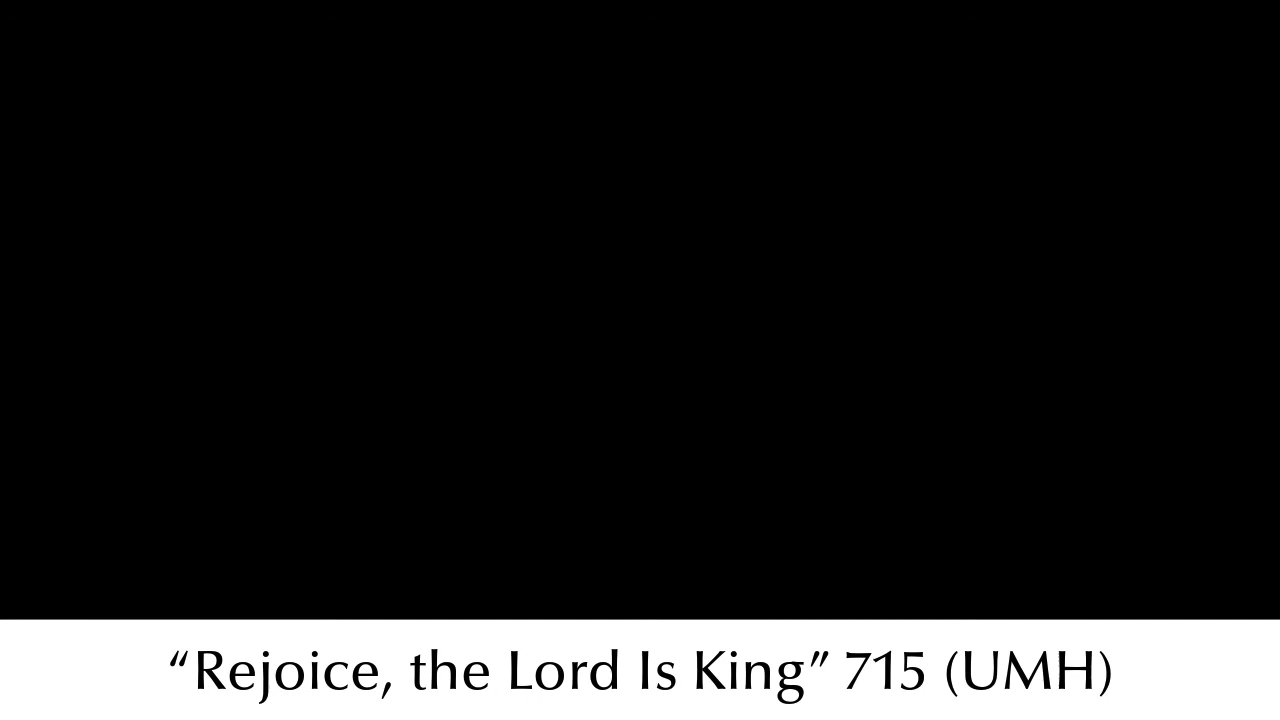 “Rejoice, the Lord Is King” 715 (UMH)